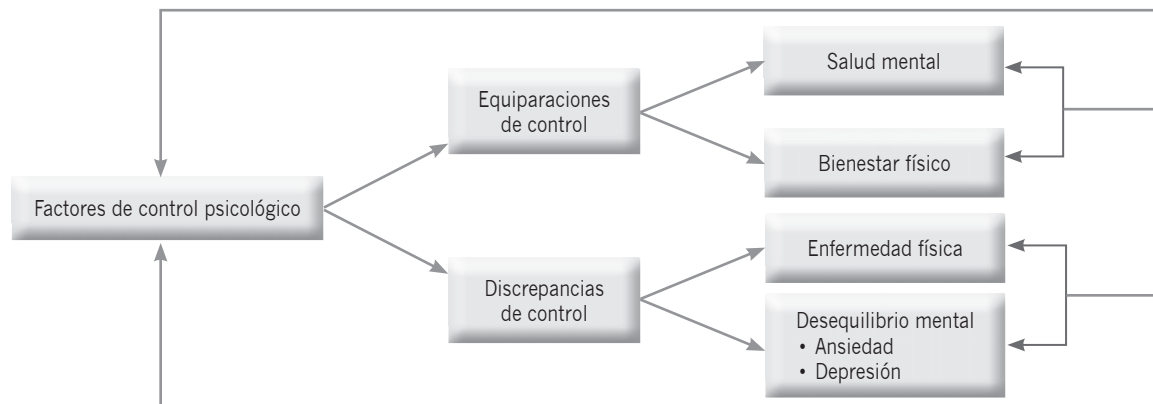 Factores de control psicológico
Equiparaciones
de control
Discrepancias
de control
Salud mental
Bienestar físico
Enfermedad física
Desequilibrio mental
• Ansiedad
• Depresión